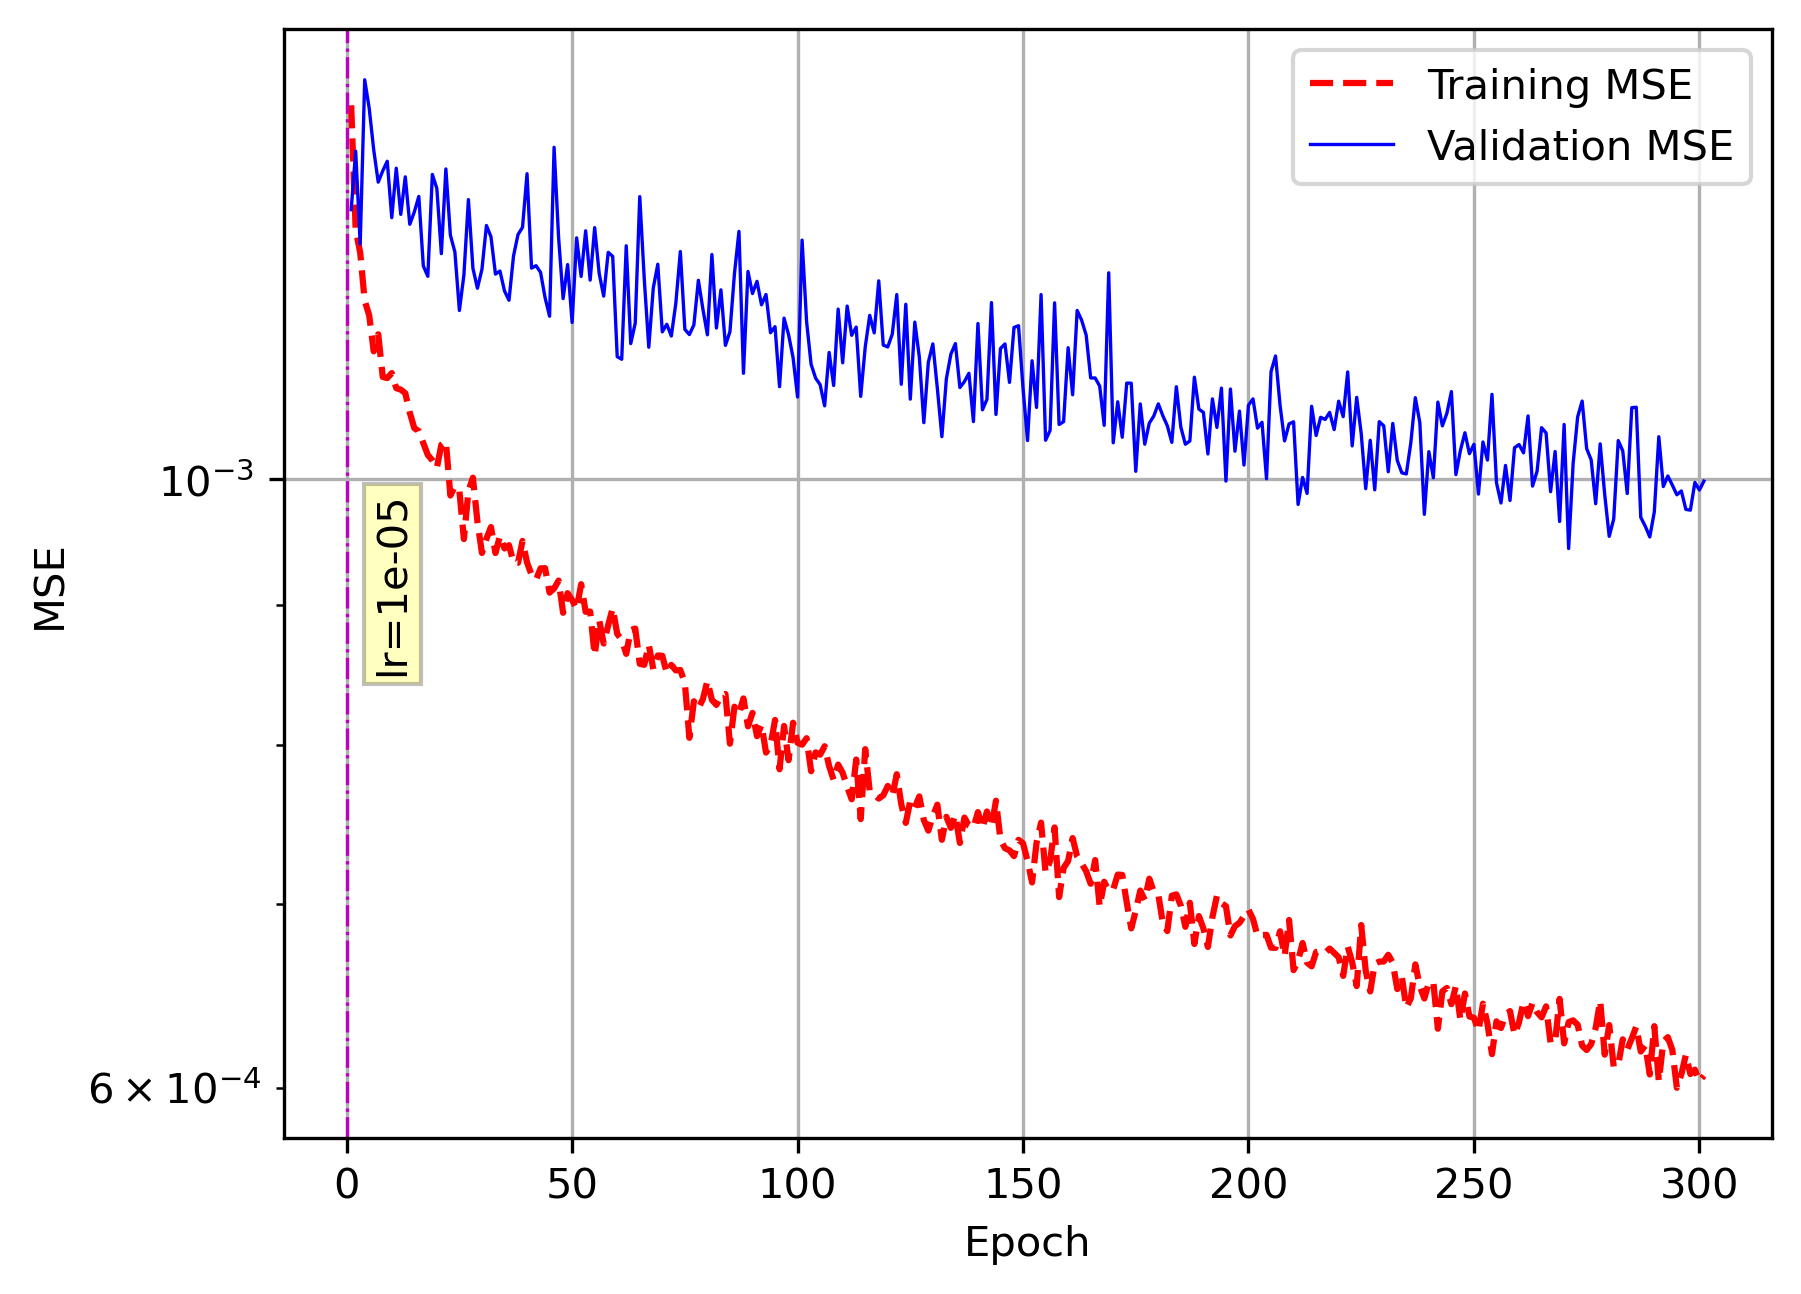 Training MSE
Validation MSE
10⁻³
lr=1e-05
MSE
6 × 10⁻⁴
0 50 100 150 200 250 300
Epoch